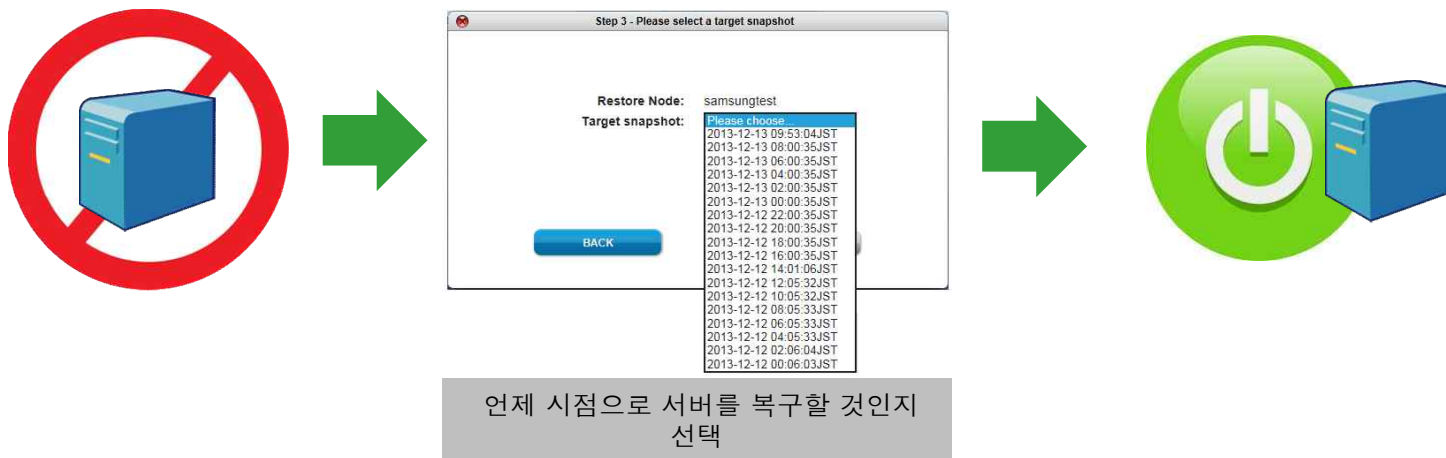 Step 3 - Please select a target snapshot
Restore Node: samsungtest
Target snapshot: Please choose...
2013-12-13 09:53:04JST
2013-12-13 08:00:35JST
2013-12-13 06:00:35JST
2013-12-13 04:00:35JST
2013-12-13 02:00:35JST
2013-12-13 00:00:35JST
2013-12-12 22:00:35JST
2013-12-12 20:00:35JST
2013-12-12 18:00:35JST
2013-12-12 16:00:35JST
2013-12-12 14:01:06JST
2013-12-12 12:05:32JST
2013-12-12 10:05:32JST
2013-12-12 08:05:33JST
2013-12-12 06:05:33JST
2013-12-12 04:05:33JST
2013-12-12 02:06:04JST
2013-12-12 00:06:03JST
BACK
언제 시점으로 서버를 복구할 것인지
선택